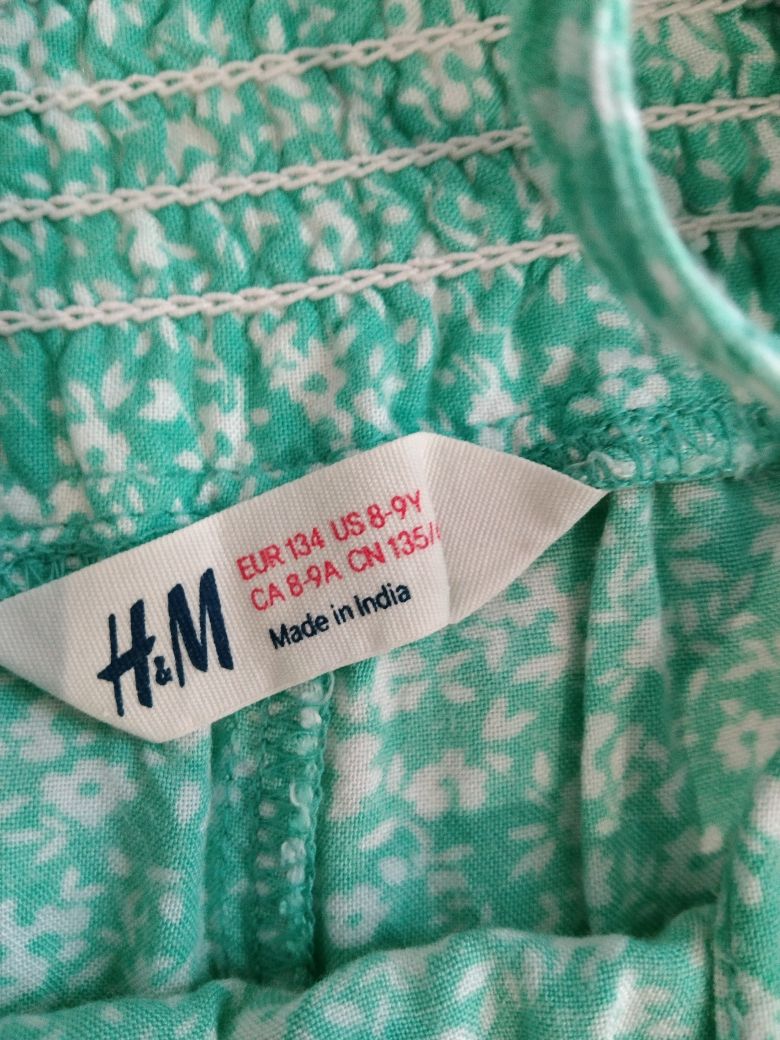 H&M
EUR 134 US 8-9Y
CA 8-9A CN 135/
Made in India